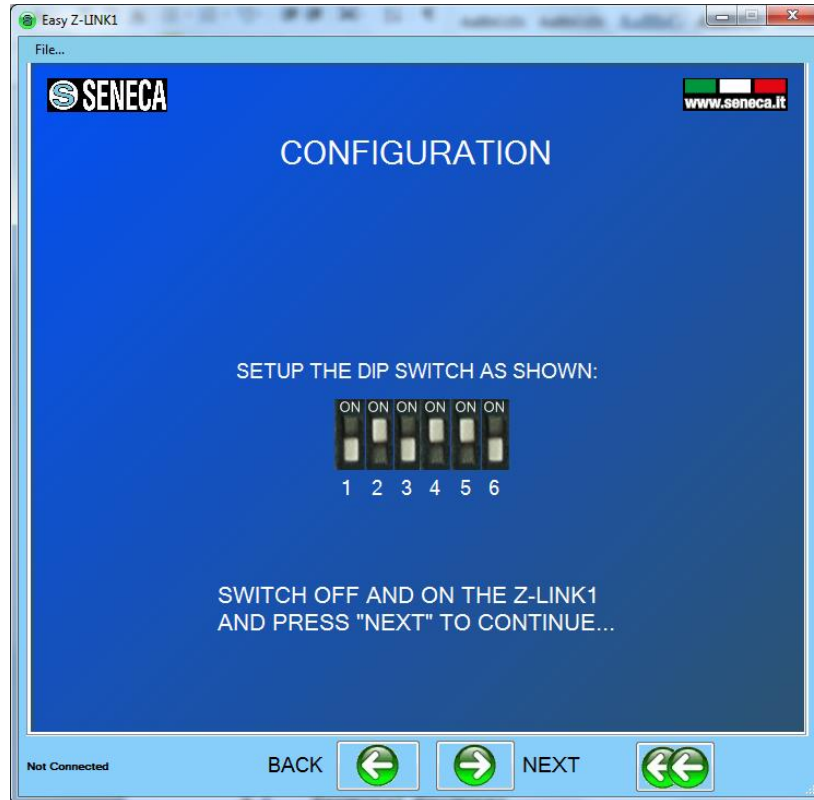 Easy Z-LINK1
File...
SENECA
www.seneca.it
CONFIGURATION
SETUP THE DIP SWITCH AS SHOWN:
ON ON ON ON ON ON
1 2 3 4 5 6
SWITCH OFF AND ON THE Z-LINK1
AND PRESS "NEXT" TO CONTINUE...
Not Connected
BACK
NEXT